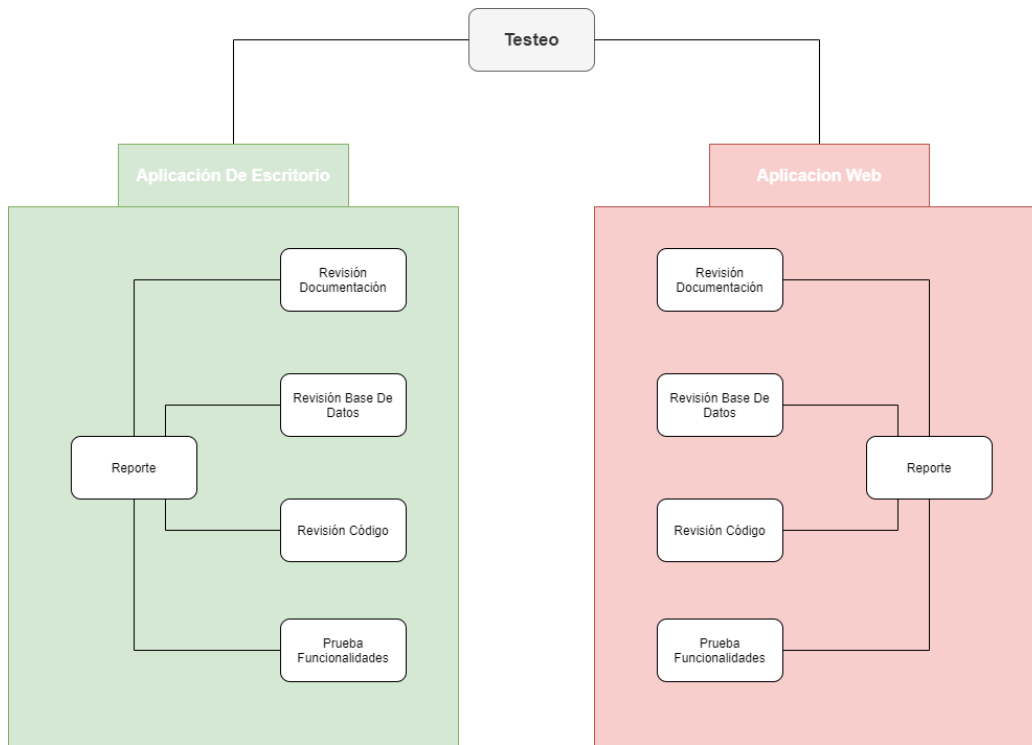 Testeo
Aplicación De Escritorio
Revisión
Documentación
Revisión Base De
Datos
Reporte
Revisión Código
Prueba
Funcionalidades
Aplicacion Web
Revisión
Documentación
Revisión Base De
Datos
Reporte
Revisión Código
Prueba
Funcionalidades